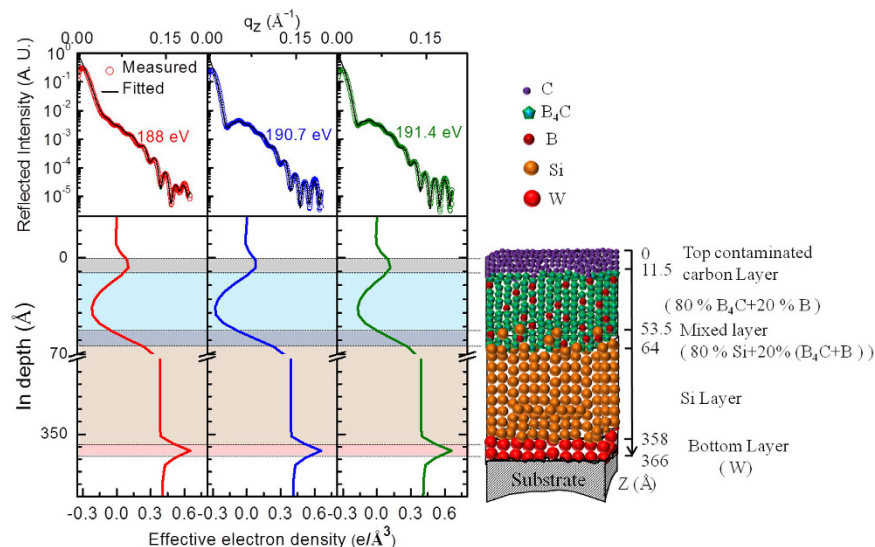 q_z (Å⁻¹)
0.00 0.15 0.00 0.15 0.00 0.15
Reflected Intensity (A. U.)
10⁰
10⁻¹
10⁻²
10⁻³
10⁻⁴
10⁻⁵
Measured
Fitted
188 eV
190.7 eV
191.4 eV
In depth (Å)
0
70
350
-0.3 0.0 0.3 0.6 -0.3 0.0 0.3 0.6 -0.3 0.0 0.3 0.6
Effective electron density (e/Å³)
C
B₄C
B
Si
W
0
11.5
53.5
64
358
366
Z (Å)
Top contaminated
carbon Layer
( 80 % B₄C+20 % B )
Mixed layer
( 80 % Si+20% (B₄C+B ) )
Si Layer
Bottom Layer
( W )
Substrate